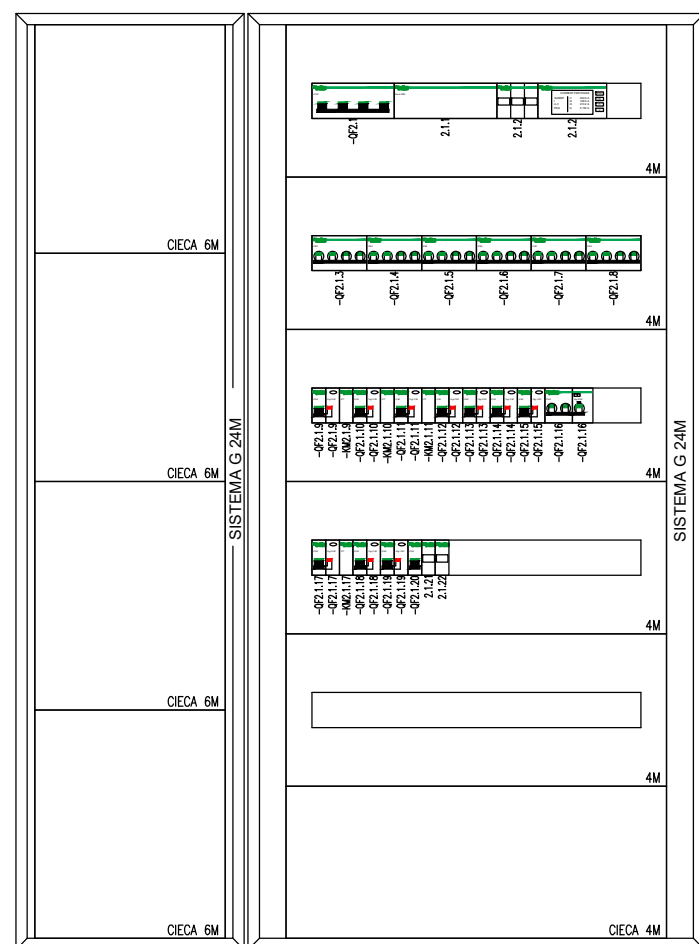 -QF2.1
2.1.1
2.1.2
2.1.2
4M
CIECA 6M
-QF2.1.3
-QF2.1.4
-QF2.1.5
-QF2.1.6
-QF2.1.7
-QF2.1.8
4M
-QF2.1.9
-QF2.1.9
-KM2.1.9
-QF2.1.10
-QF2.1.10
-KM2.1.10
-QF2.1.11
-QF2.1.11
-KM2.1.11
-QF2.1.12
-QF2.1.12
-QF2.1.13
-QF2.1.13
-QF2.1.14
-QF2.1.14
-QF2.1.15
-QF2.1.15
-QF2.1.16
-QF2.1.16
CIECA 6M
4M
SISTEMA G 24M
SISTEMA G 24M
-QF2.1.17
-QF2.1.17
-KM2.1.17
-QF2.1.18
-QF2.1.18
-QF2.1.19
-QF2.1.19
-QF2.1.20
2.1.21
2.1.22
4M
CIECA 6M
4M
CIECA 6M
CIECA 4M